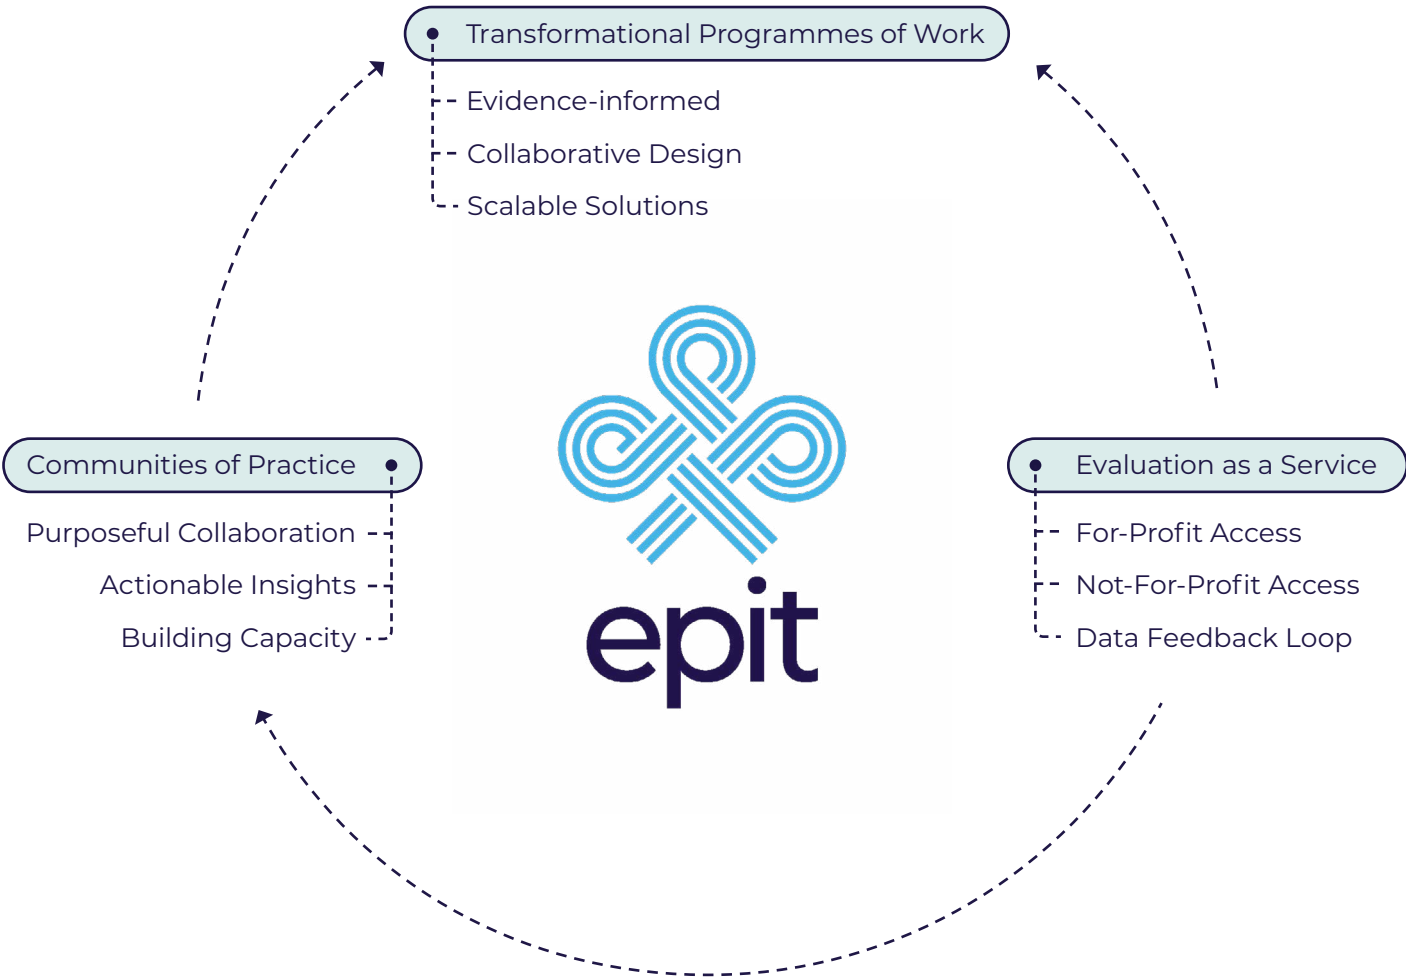 Transformational Programmes of Work
Evidence-informed
Collaborative Design
Scalable Solutions
Communities of Practice
Purposeful Collaboration
Actionable Insights
Building Capacity
epit
Evaluation as a Service
For-Profit Access
Not-For-Profit Access
Data Feedback Loop